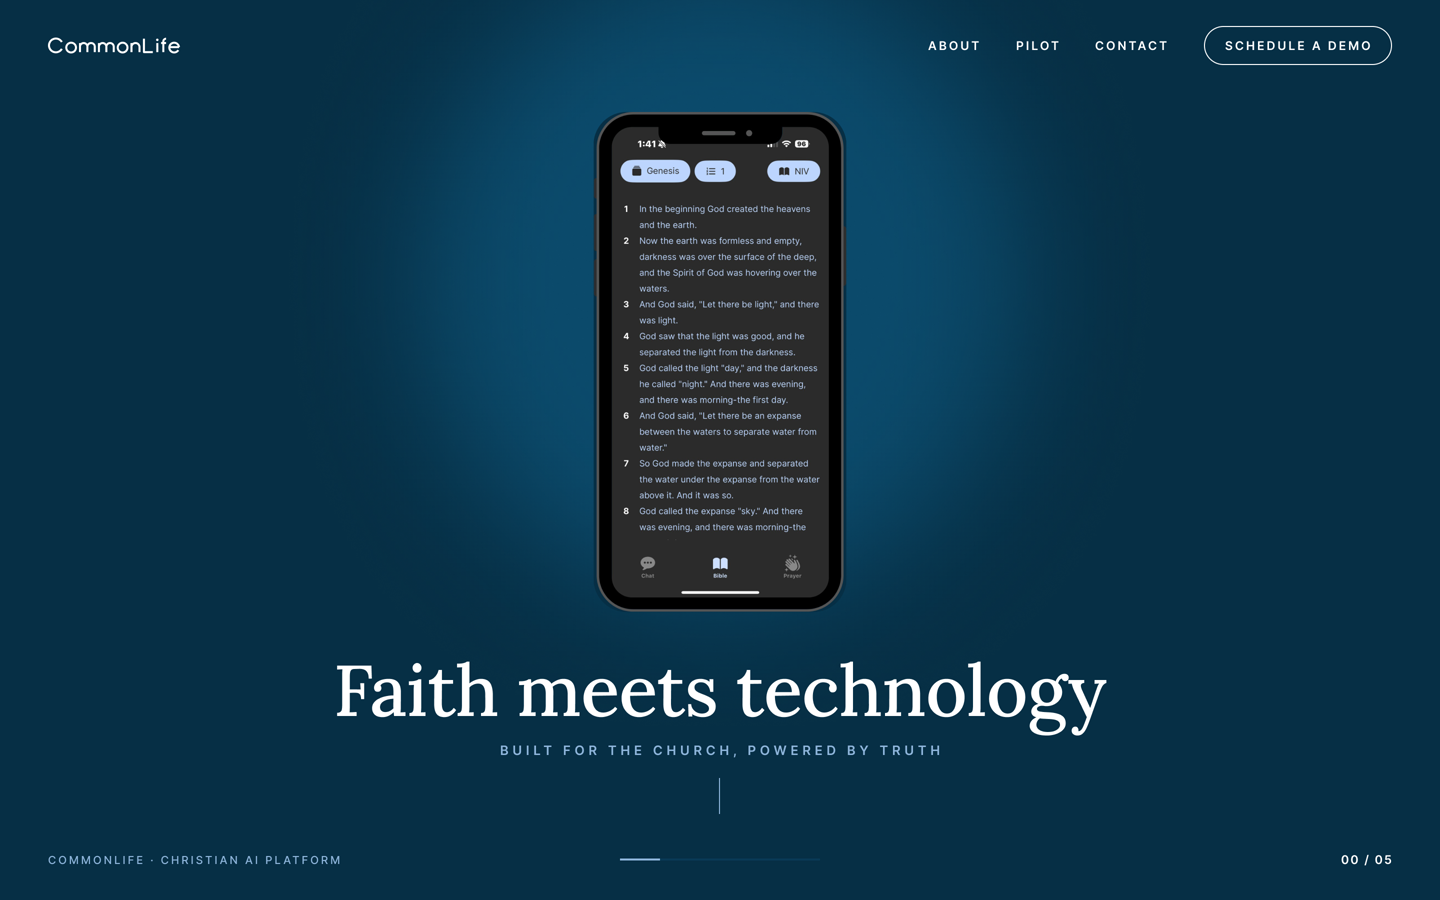 CommonLife
ABOUT
PILOT
CONTACT
SCHEDULE A DEMO
1:41
96
Genesis
1
NIV
1 In the beginning God created the heavens
and the earth.
2 Now the earth was formless and empty,
darkness was over the surface of the deep,
and the Spirit of God was hovering over the
waters.
3 And God said, "Let there be light," and there
was light.
4 God saw that the light was good, and he
separated the light from the darkness.
5 God called the light "day," and the darkness
he called "night." And there was evening,
and there was morning-the first day.
6 And God said, "Let there be an expanse
between the waters to separate water from
water."
7 So God made the expanse and separated
the water under the expanse from the water
above it. And it was so.
8 God called the expanse "sky." And there
was evening, and there was morning-the
Chat
Bible
Prayer
Faith meets technology
BUILT FOR THE CHURCH, POWERED BY TRUTH
COMMONLIFE · CHRISTIAN AI PLATFORM
00 / 05